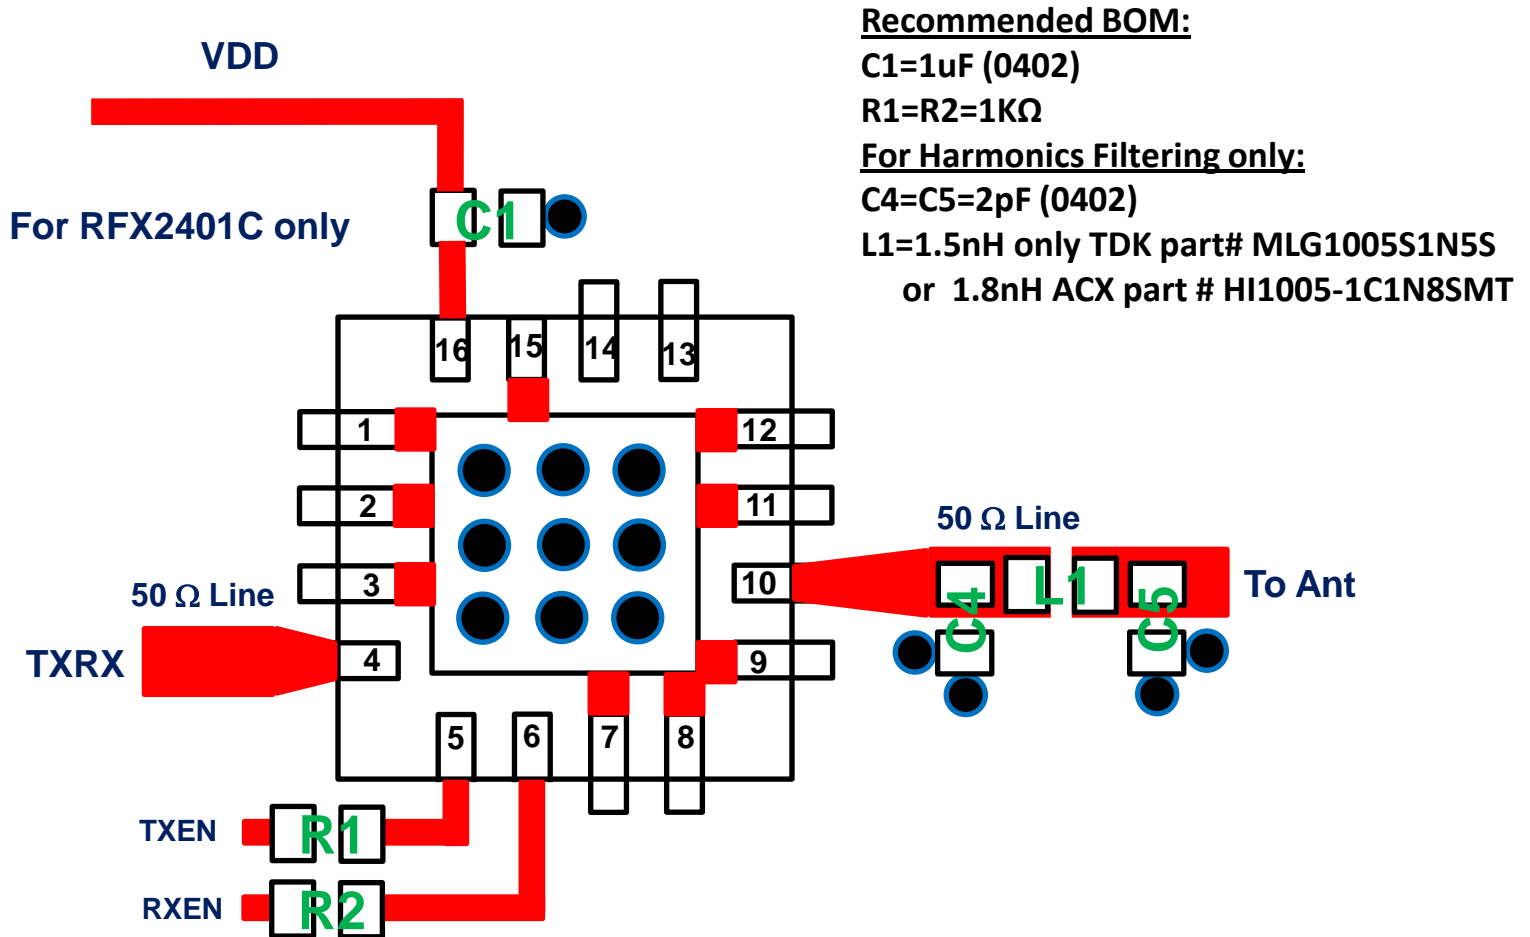 Recommended BOM:
C1=1uF (0402)
R1=R2=1KΩ
For Harmonics Filtering only:
C4=C5=2pF (0402)
L1=1.5nH only TDK part# MLG1005S1N5S
or 1.8nH ACX part # HI1005-1C1N8SMT
VDD
For RFX2401C only
C1
16
15
14
13
1
12
2
11
3
10
4
9
5
6
7
8
50 Ω Line
TXRX
50 Ω Line
C4
L1
C5
To Ant
TXEN
R1
RXEN
R2